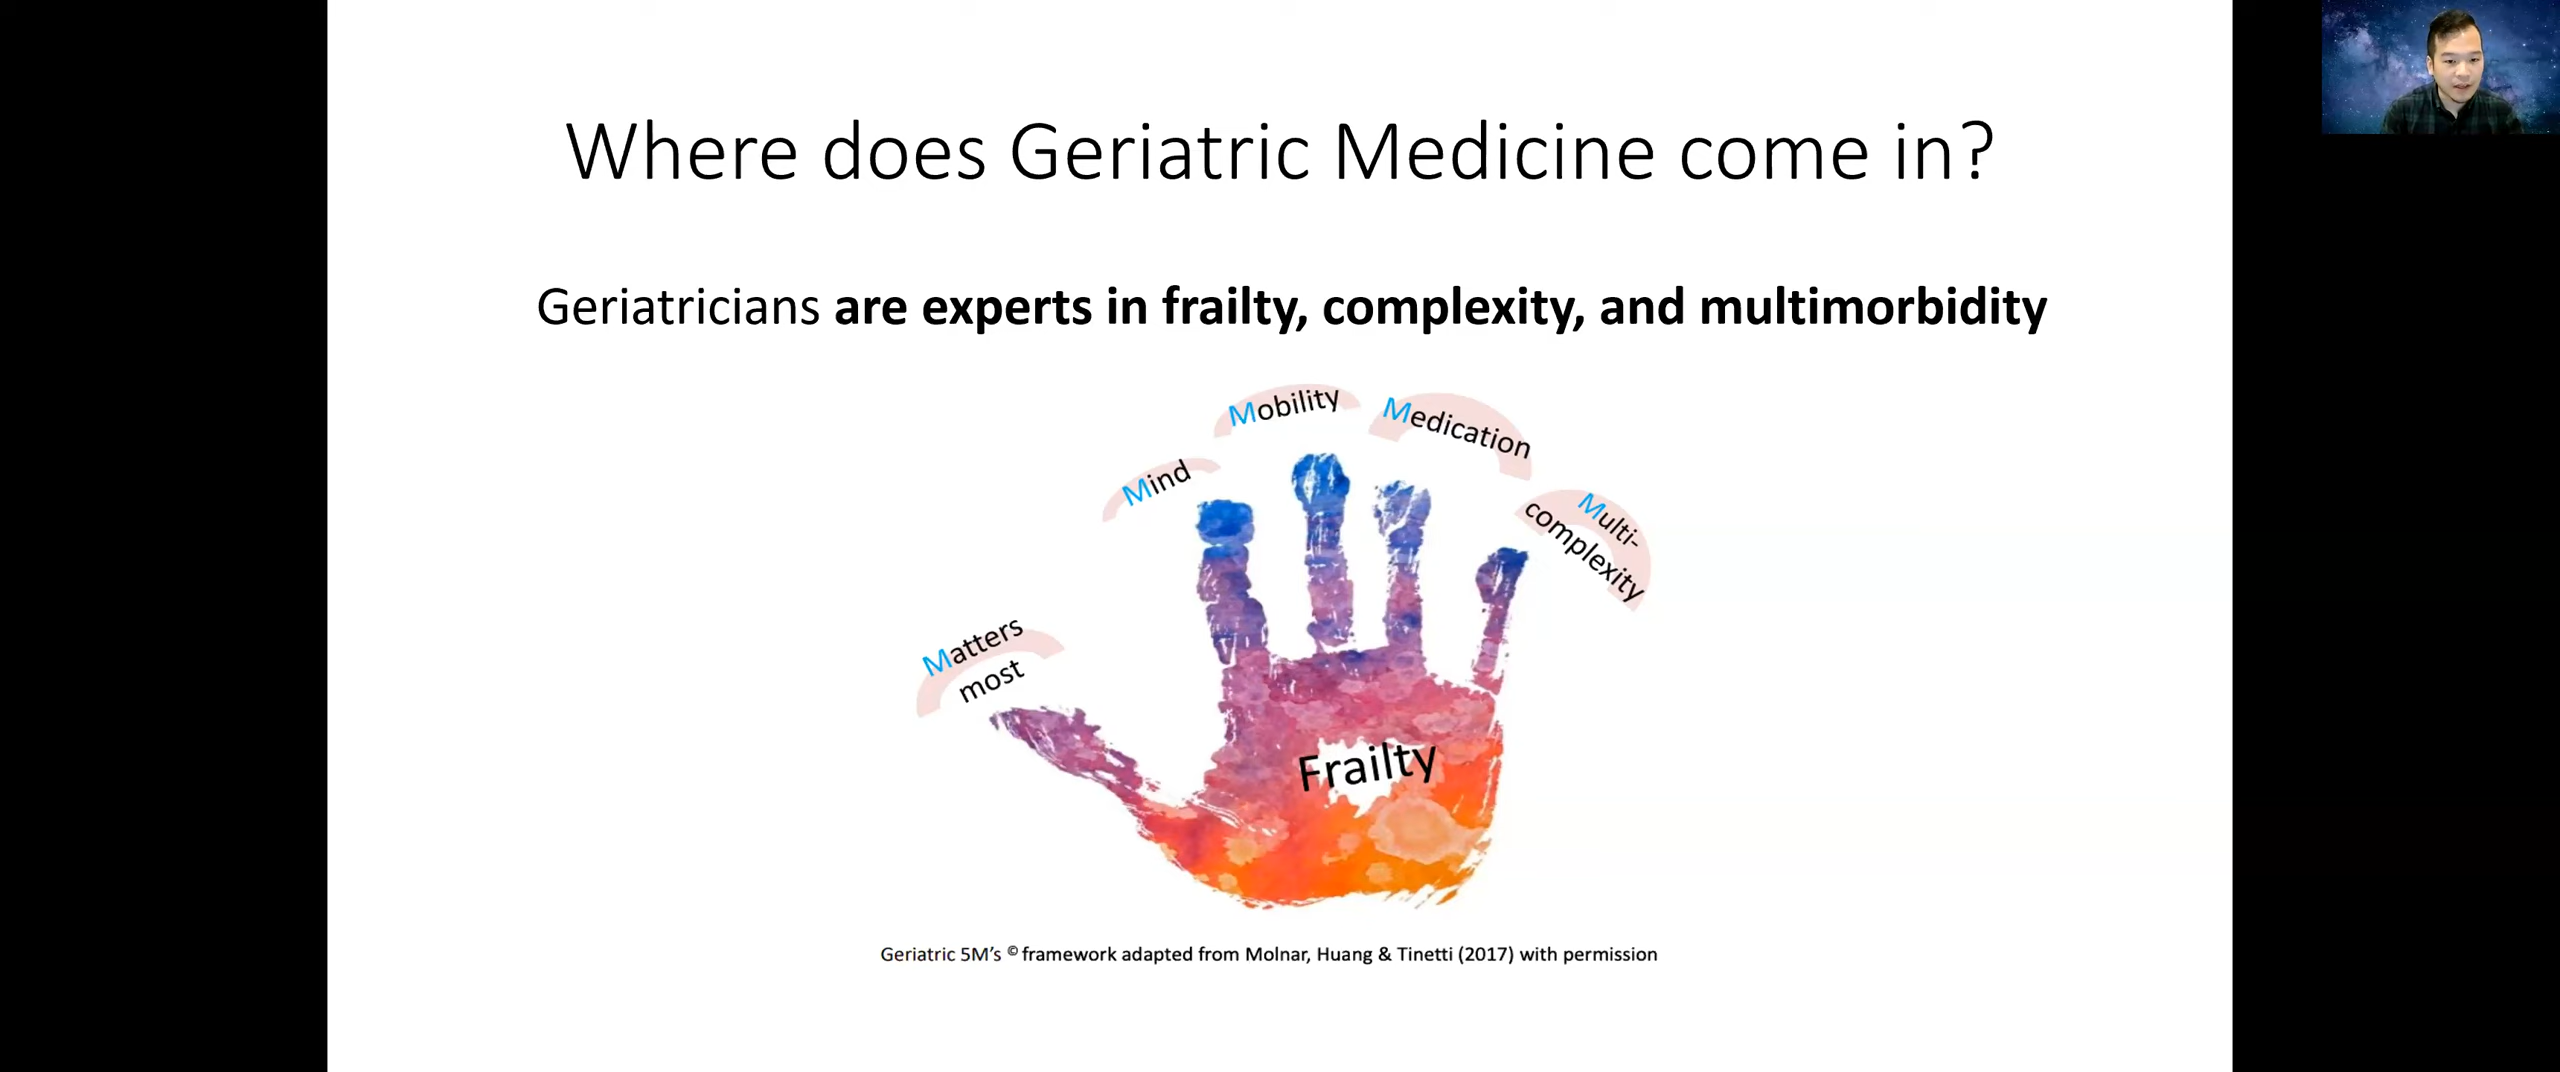 Where does Geriatric Medicine come in?
Geriatricians are experts in frailty, complexity, and multimorbidity
Mobility
Medication
Mind
Multi-
complexity
Matters
most
Frailty
Geriatric 5M's © framework adapted from Molnar, Huang & Tinetti (2017) with permission